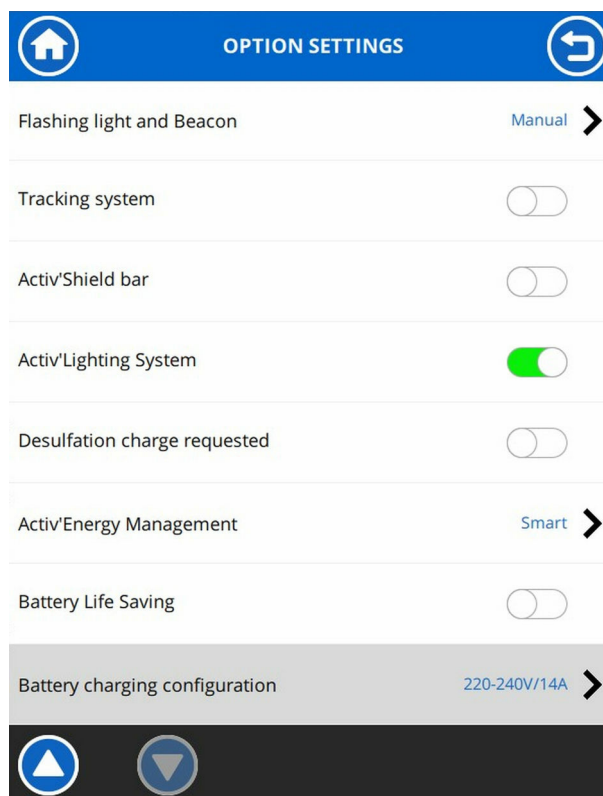 OPTION SETTINGS
Flashing light and Beacon Manual
Tracking system
Activ'Shield bar
Activ'Lighting System
Desulfation charge requested
Activ'Energy Management Smart
Battery Life Saving
Battery charging configuration 220-240V/14A